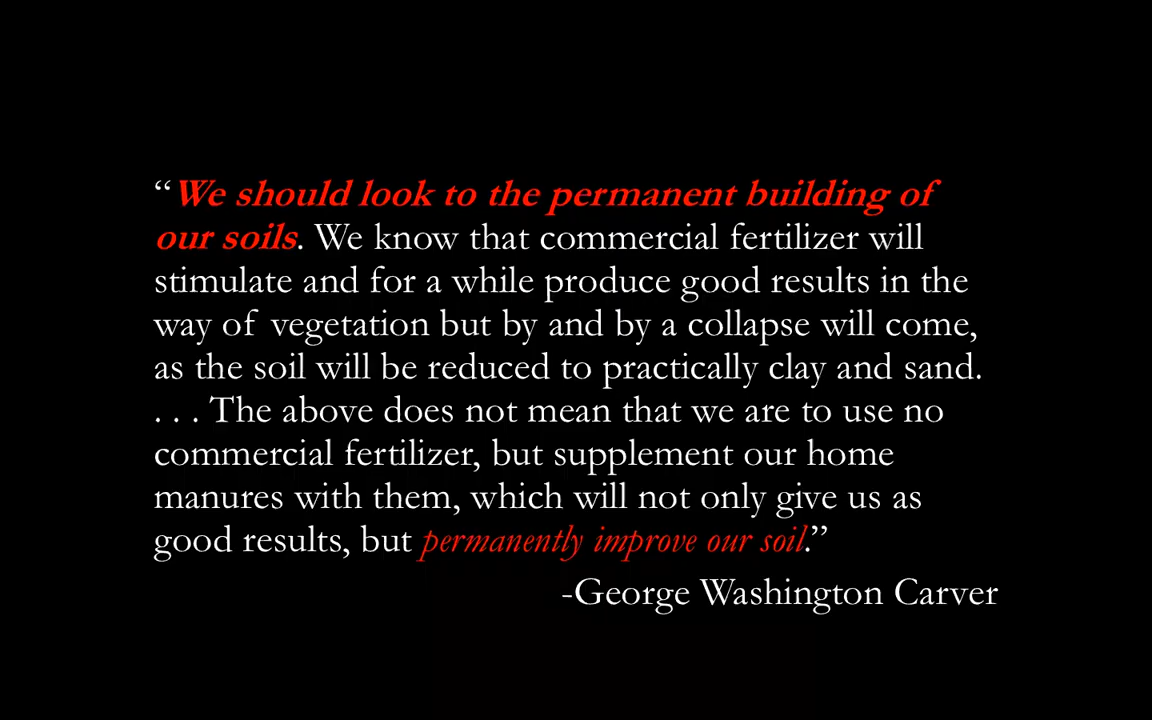 “We should look to the permanent building of
our soils. We know that commercial fertilizer will
stimulate and for a while produce good results in the
way of vegetation but by and by a collapse will come,
as the soil will be reduced to practically clay and sand.
. . . The above does not mean that we are to use no
commercial fertilizer, but supplement our home
manures with them, which will not only give us as
good results, but permanently improve our soil.”
-George Washington Carver